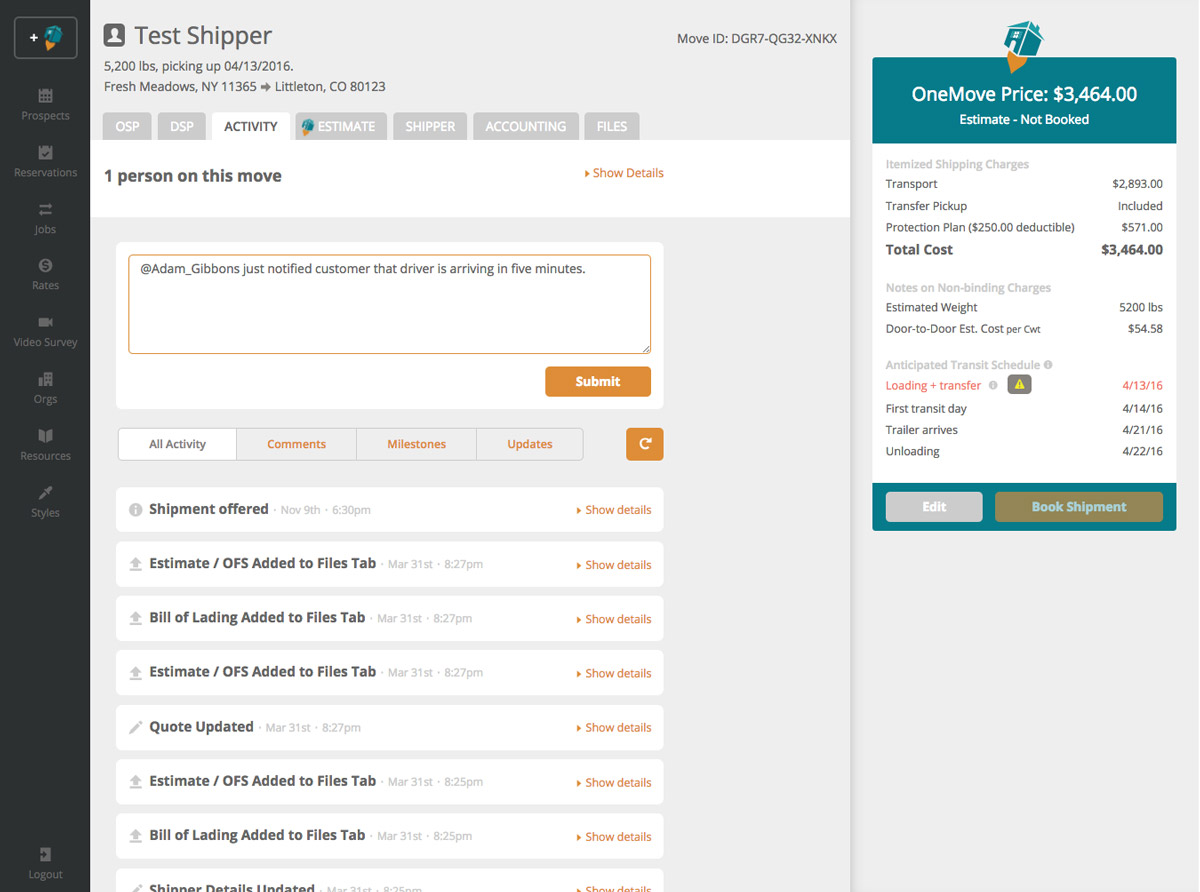 +
Prospects
Reservations
Jobs
Rates
Video Survey
Orgs
Resources
Styles
Logout
Test Shipper
Move ID: DGR7-QG32-XNKX
5,200 lbs, picking up 04/13/2016.
Fresh Meadows, NY 11365 ➡ Littleton, CO 80123
OSP DSP ACTIVITY ESTIMATE SHIPPER ACCOUNTING FILES
1 person on this move
Show Details
@Adam_Gibbons just notified customer that driver is arriving in five minutes.
Submit
All Activity Comments Milestones Updates
Shipment offered · Nov 9th · 6:30pm Show details
Estimate / OFS Added to Files Tab · Mar 31st · 8:27pm Show details
Bill of Lading Added to Files Tab · Mar 31st · 8:27pm Show details
Estimate / OFS Added to Files Tab · Mar 31st · 8:27pm Show details
Quote Updated · Mar 31st · 8:27pm Show details
Estimate / OFS Added to Files Tab · Mar 31st · 8:25pm Show details
Bill of Lading Added to Files Tab · Mar 31st · 8:25pm Show details
Shipper Details Updated · Mar 31st · 8:25pm Show details
OneMove Price: $3,464.00
Estimate - Not Booked
Itemized Shipping Charges
Transport $2,893.00
Transfer Pickup Included
Protection Plan ($250.00 deductible) $571.00
Total Cost $3,464.00
Notes on Non-binding Charges
Estimated Weight 5200 lbs
Door-to-Door Est. Cost per Cwt $54.58
Anticipated Transit Schedule
Loading + transfer 4/13/16
First transit day 4/14/16
Trailer arrives 4/21/16
Unloading 4/22/16
Edit Book Shipment